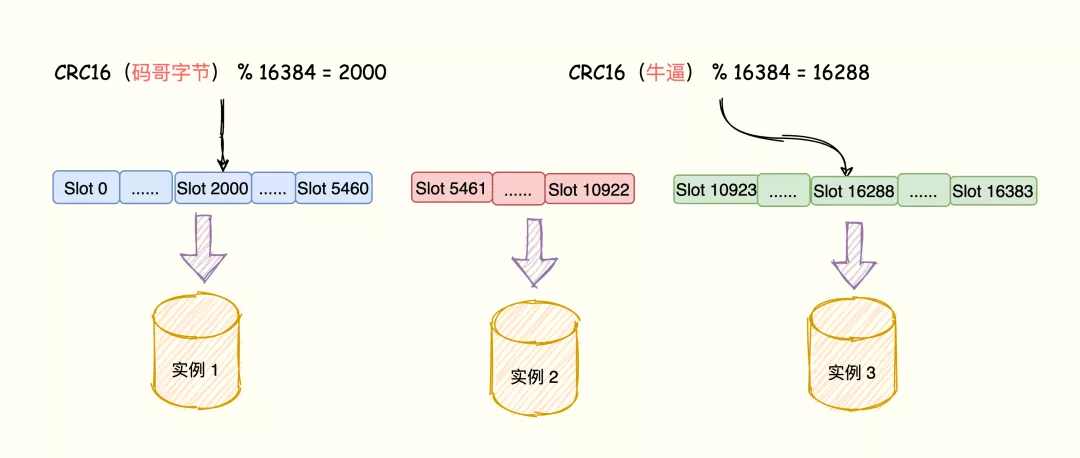 CRC16（码哥字节） % 16384 = 2000
CRC16（牛逼） % 16384 = 16288
Slot 0 ...... Slot 2000 ...... Slot 5460
Slot 5461 ...... Slot 10922
Slot 10923 ...... Slot 16288 ...... Slot 16383
实例 1
实例 2
实例 3